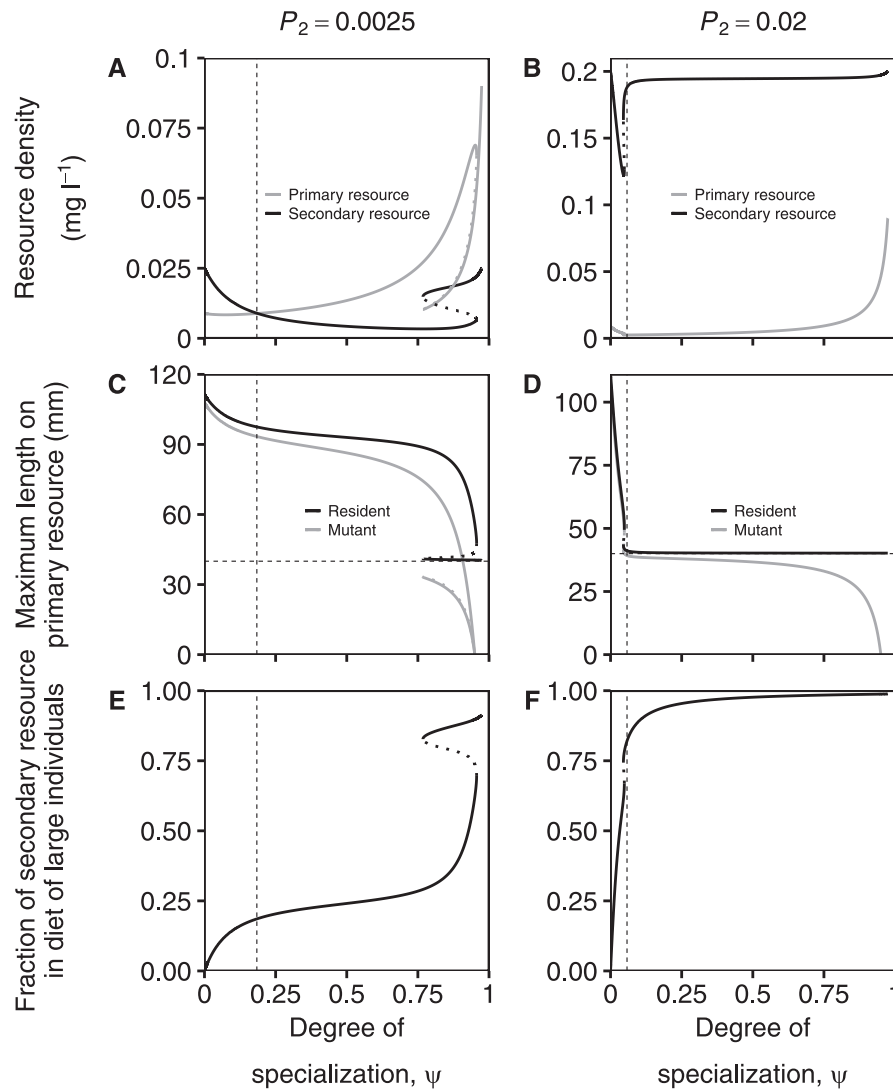 P2 = 0.0025
P2 = 0.02
Resource density
(mg l−1)
A
0.1
0.075
0.05
0.025
0
Primary resource
Secondary resource
B
0.2
0.15
0.1
0.05
0
Primary resource
Secondary resource
Maximum length on
primary resource (mm)
C
120
90
60
30
0
Resident
Mutant
D
100
75
50
25
0
Resident
Mutant
Fraction of secondary resource
in diet of large individuals
E
1.00
0.75
0.50
0.25
0.00
0 0.25 0.5 0.75 1
Degree of
specialization, ψ
F
1.00
0.75
0.50
0.25
0.00
0 0.25 0.5 0.75 1
Degree of
specialization, ψ